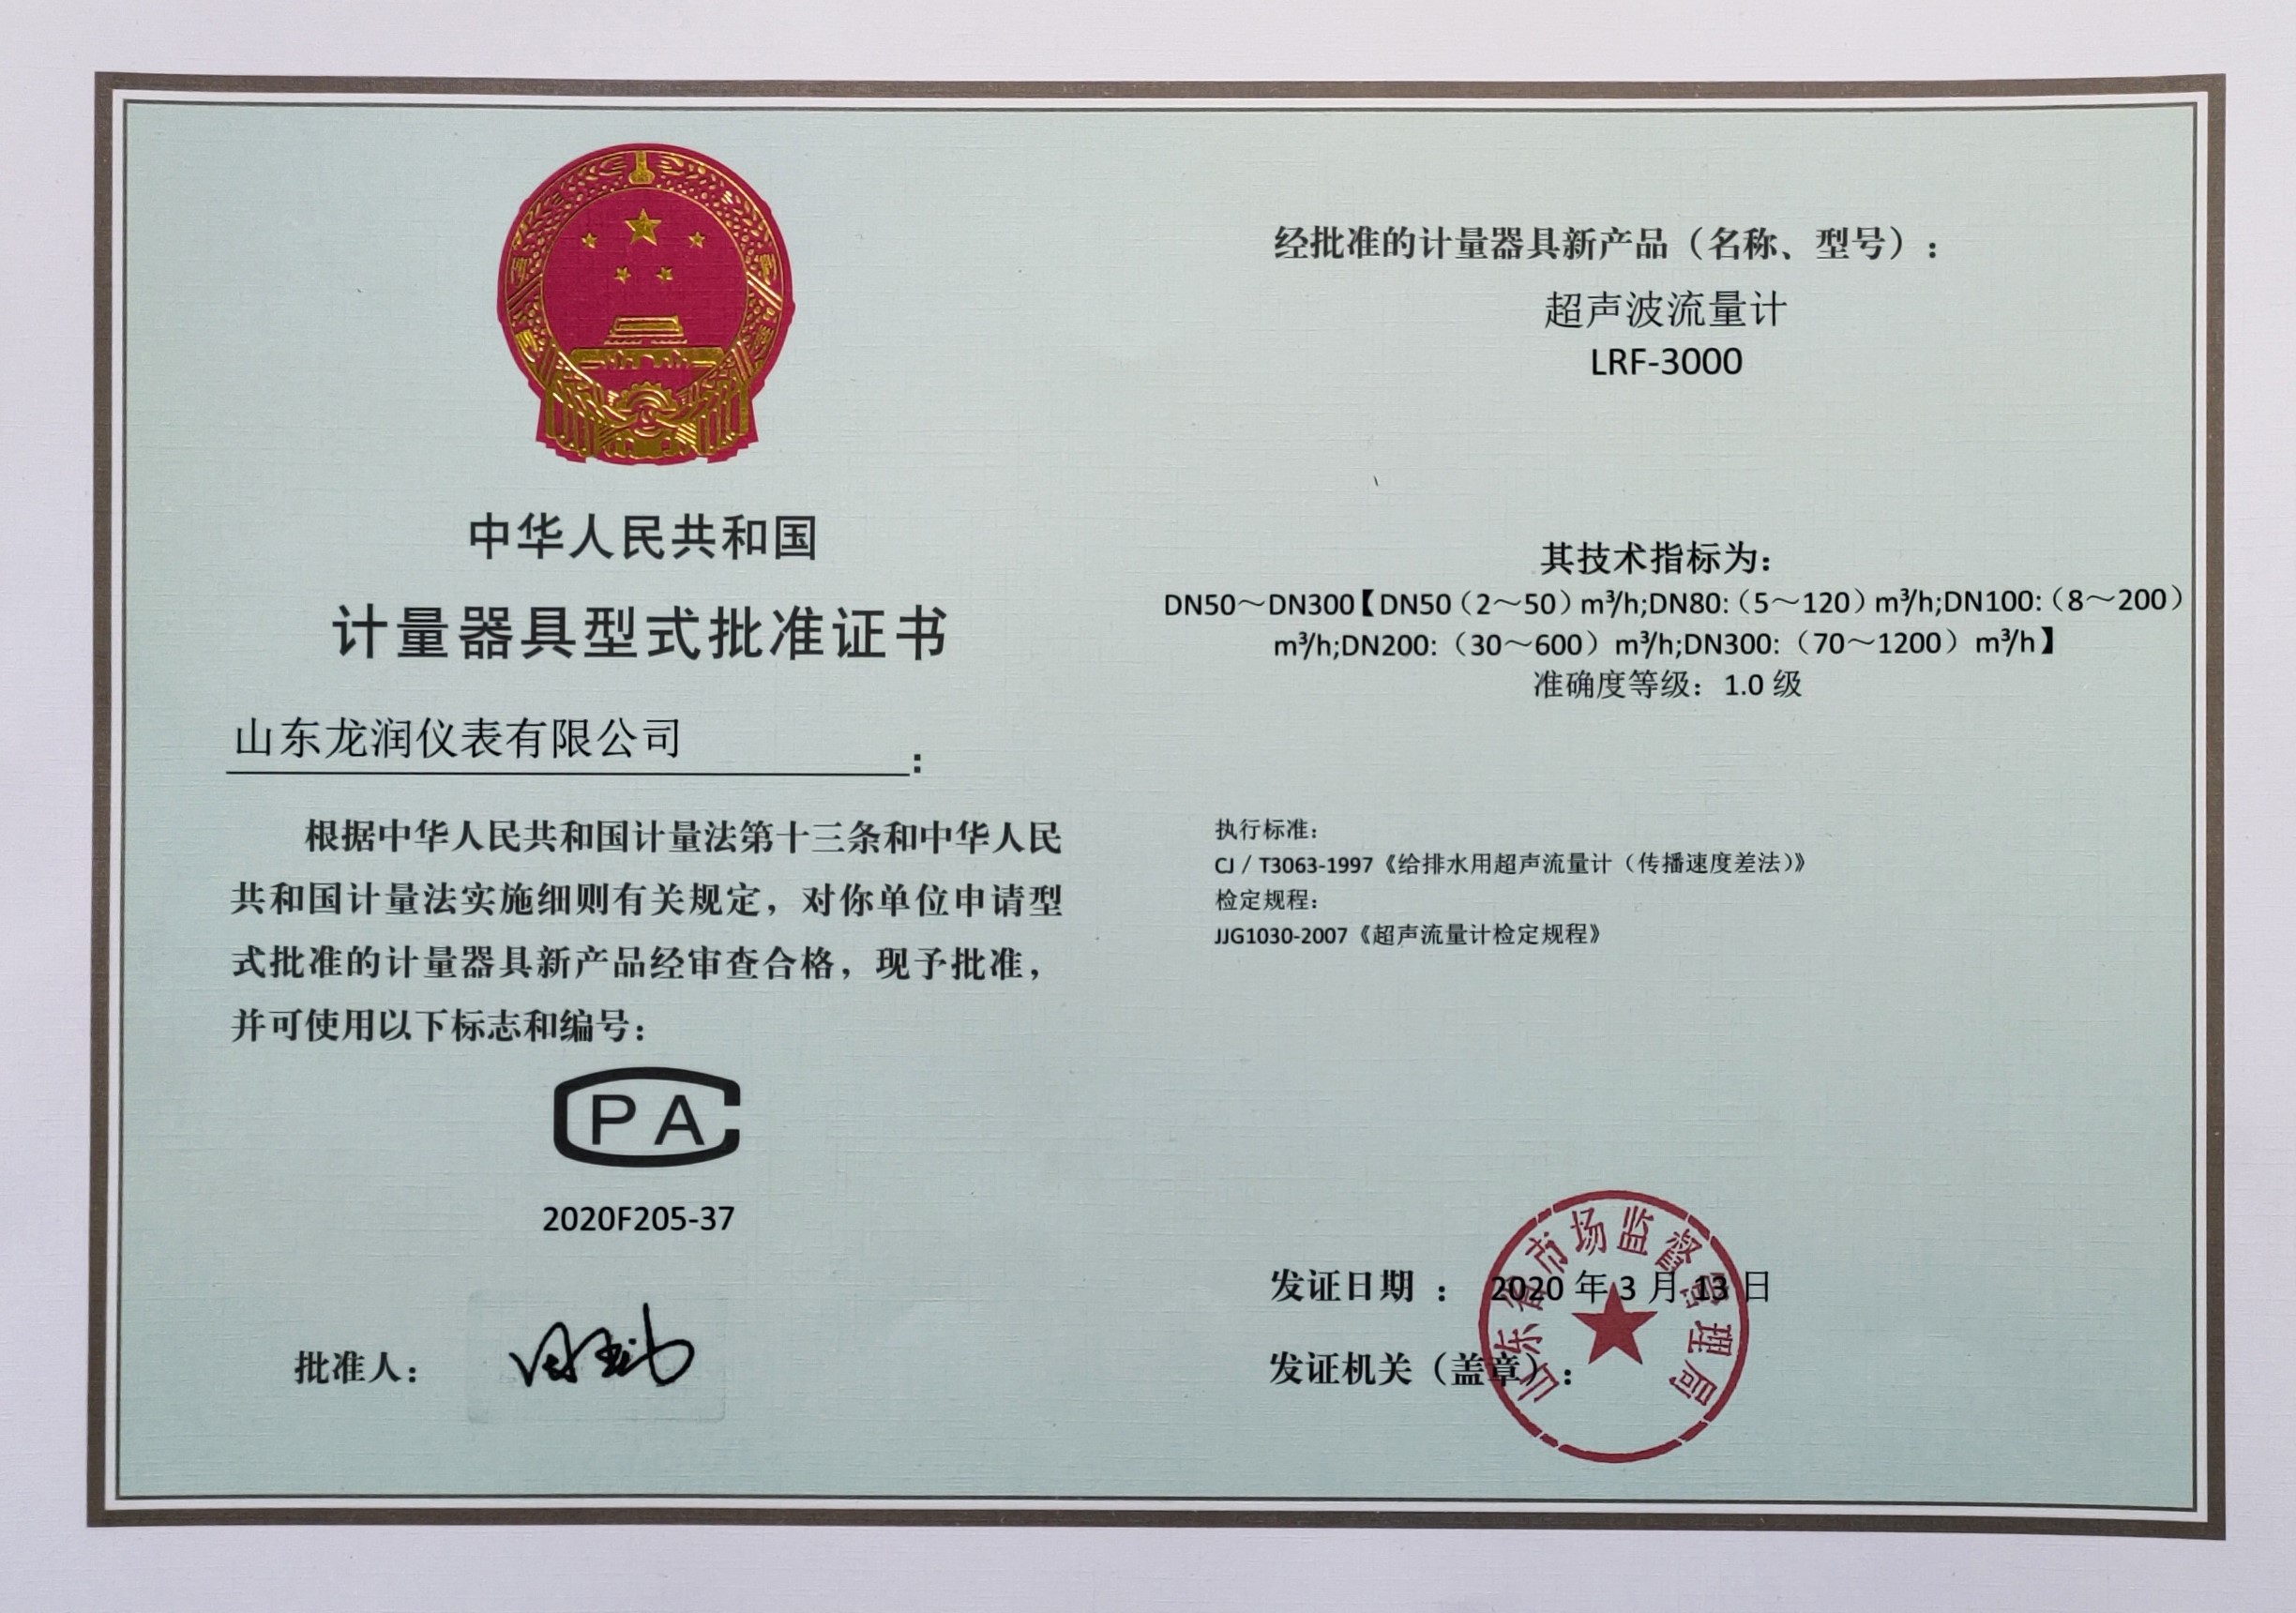 中华人民共和国
计量器具型式批准证书
山东龙润仪表有限公司：
根据中华人民共和国计量法第十三条和中华人民
共和国计量法实施细则有关规定，对你单位申请型
式批准的计量器具新产品经审查合格，现予批准，
并可使用以下标志和编号：
CPA
2020F205-37
批准人：
经批准的计量器具新产品（名称、型号）：
超声波流量计
LRF-3000
其技术指标为：
DN50～DN300【DN50（2～50）m³/h;DN80:（5～120）m³/h;DN100:（8～200）
m³/h;DN200:（30～600）m³/h;DN300:（70～1200）m³/h】
准确度等级：1.0 级
执行标准：
CJ / T3063-1997《给排水用超声流量计（传播速度差法）》
检定规程：
JJG1030-2007《超声流量计检定规程》
发证日期 ： 2020 年 3 月 13 日
发证机关（盖章）：
山东省市场监督管理局